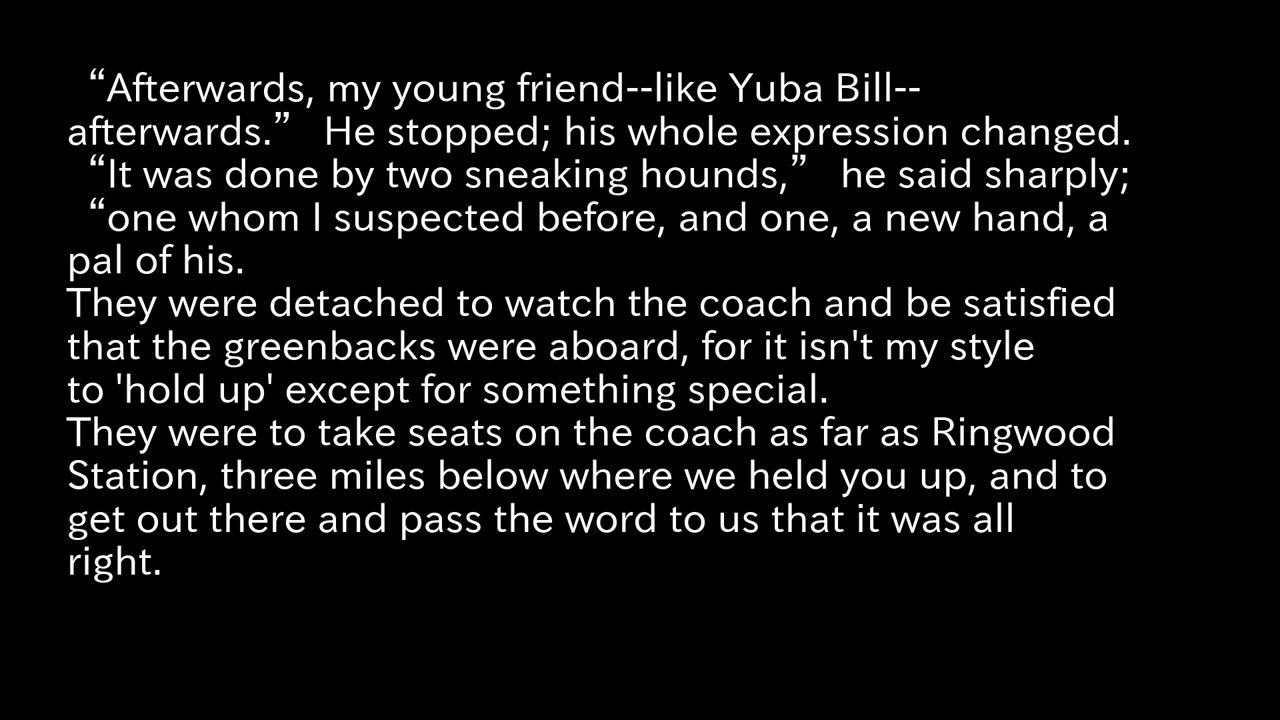 “Afterwards, my young friend--like Yuba Bill--
afterwards.” He stopped; his whole expression changed.
“It was done by two sneaking hounds,” he said sharply;
“one whom I suspected before, and one, a new hand, a
pal of his.
They were detached to watch the coach and be satisfied
that the greenbacks were aboard, for it isn't my style
to 'hold up' except for something special.
They were to take seats on the coach as far as Ringwood
Station, three miles below where we held you up, and to
get out there and pass the word to us that it was all
right.